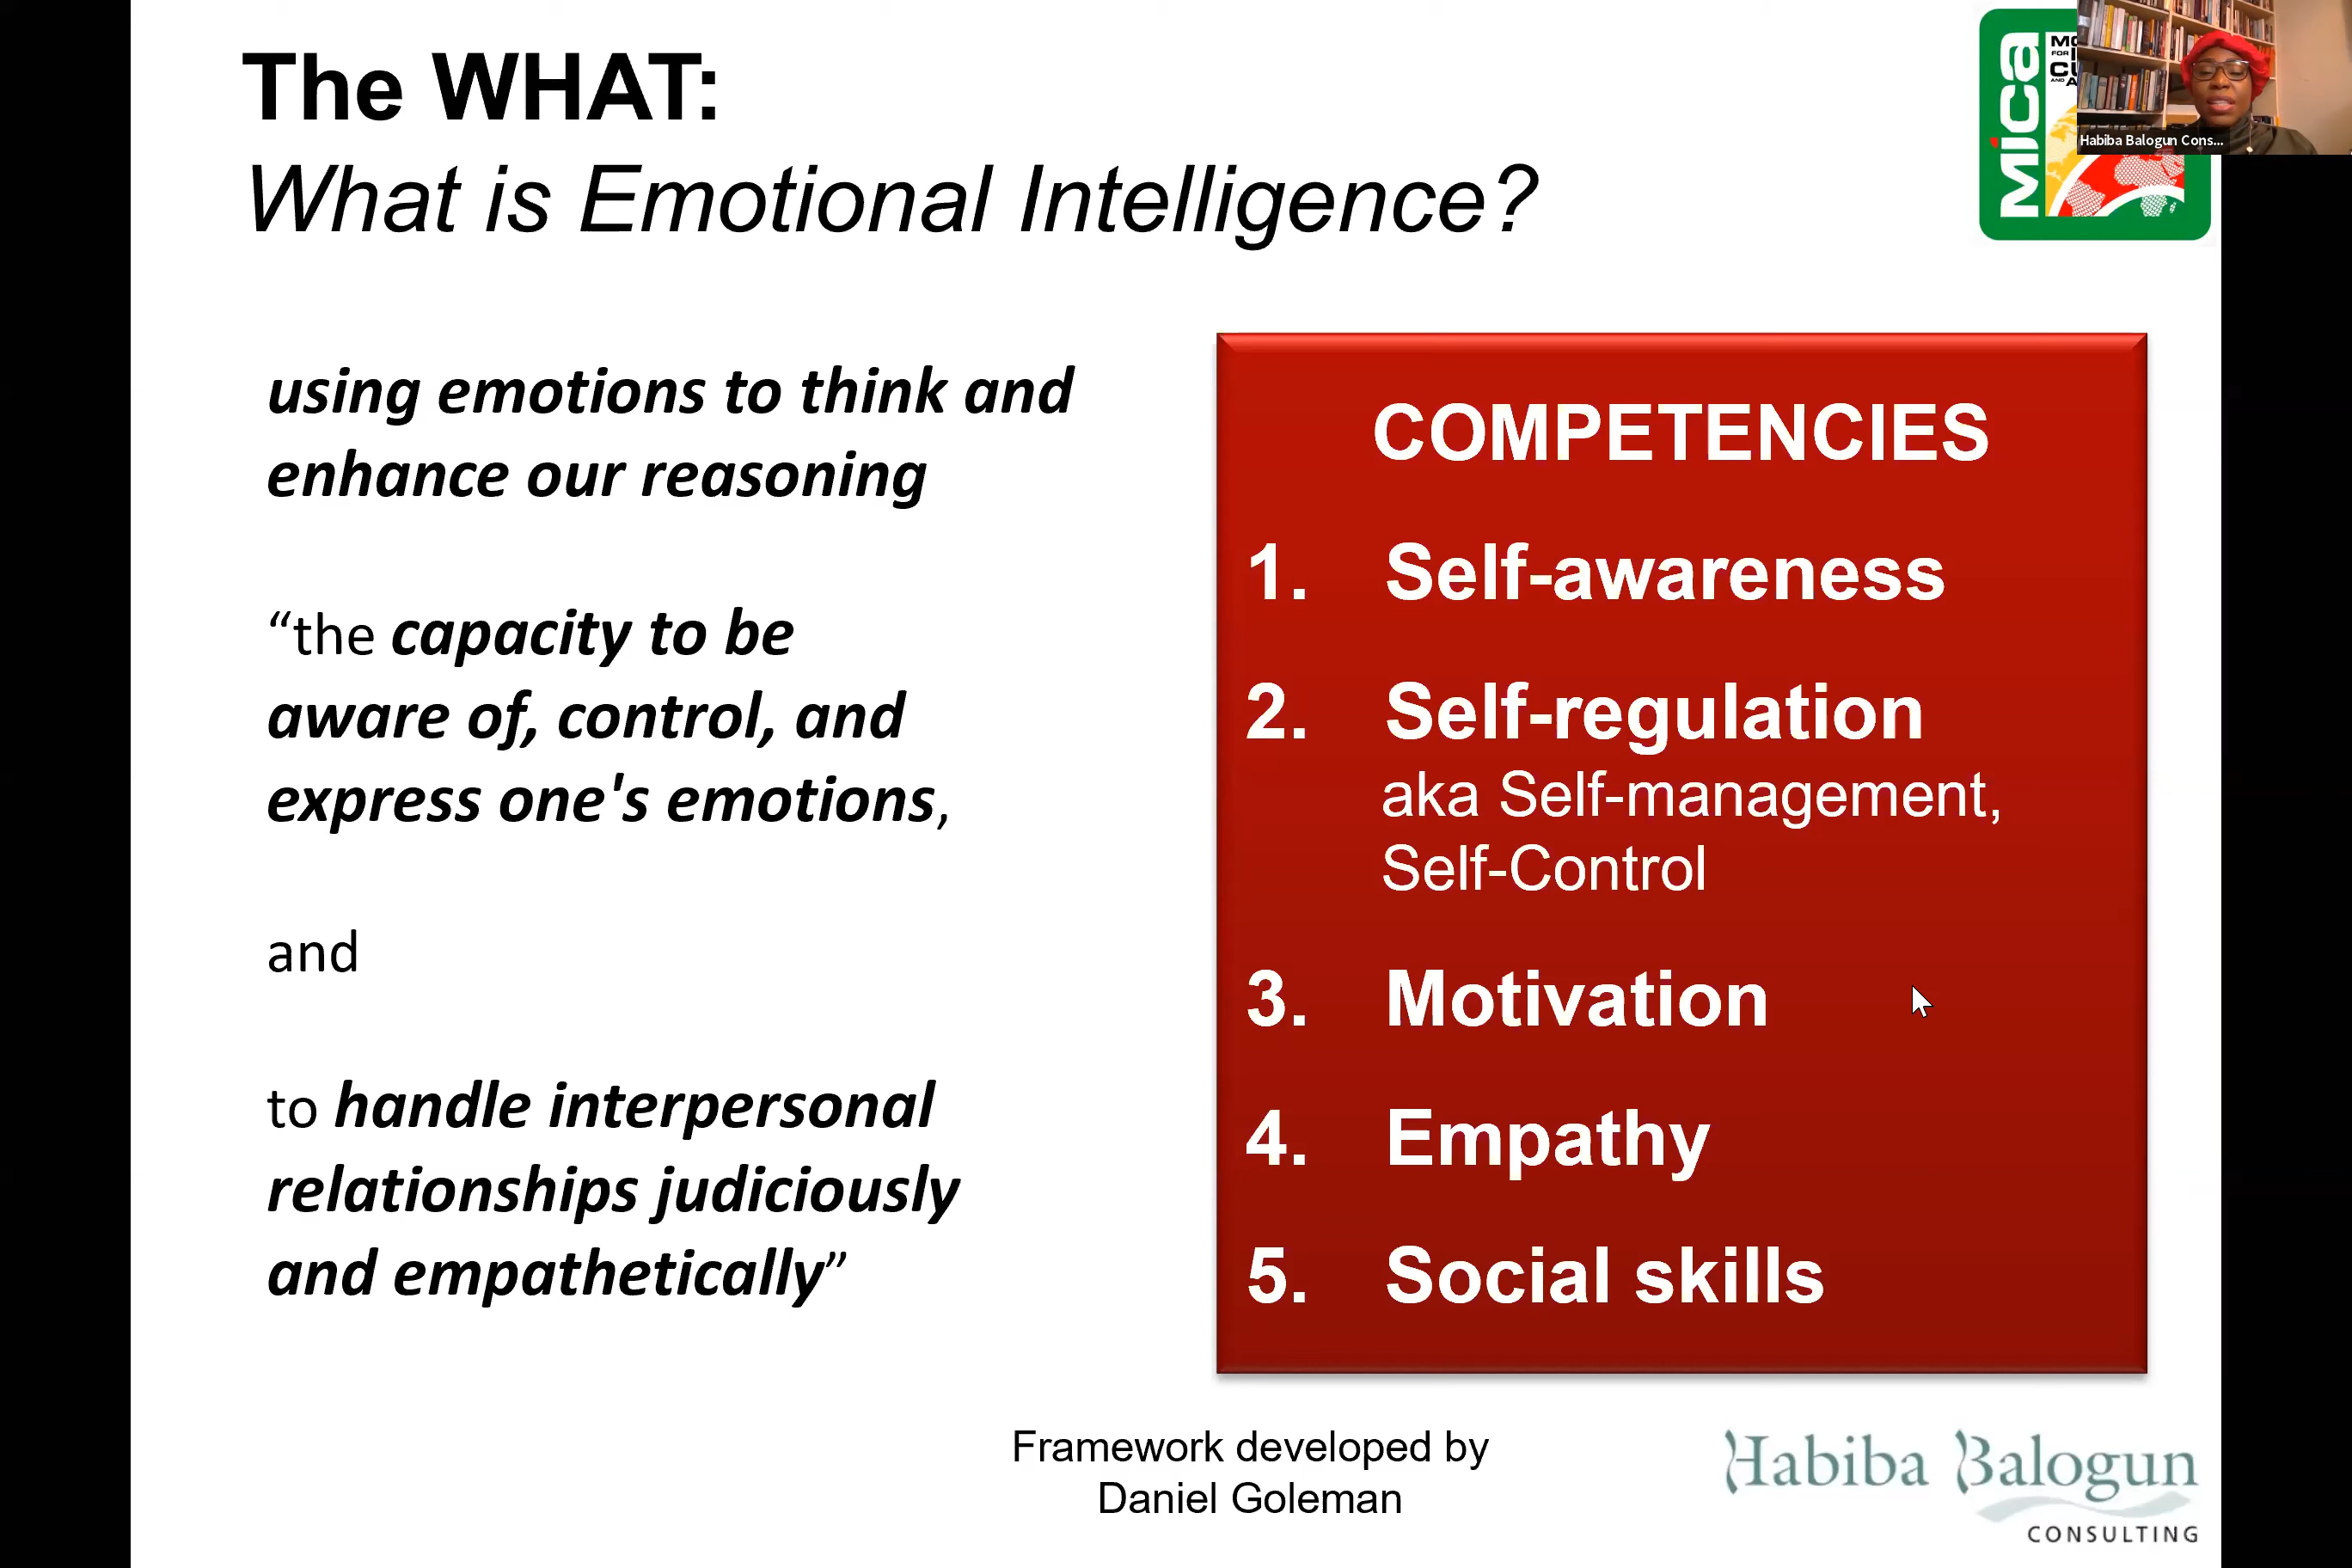 The WHAT:
What is Emotional Intelligence?
mica
Habiba Balogun Cons...
using emotions to think and
enhance our reasoning
“the capacity to be
aware of, control, and
express one's emotions,
and
to handle interpersonal
relationships judiciously
and empathetically”
COMPETENCIES
1. Self-awareness
2. Self-regulation
aka Self-management,
Self-Control
3. Motivation
4. Empathy
5. Social skills
Framework developed by
Daniel Goleman
Habiba Balogun
CONSULTING